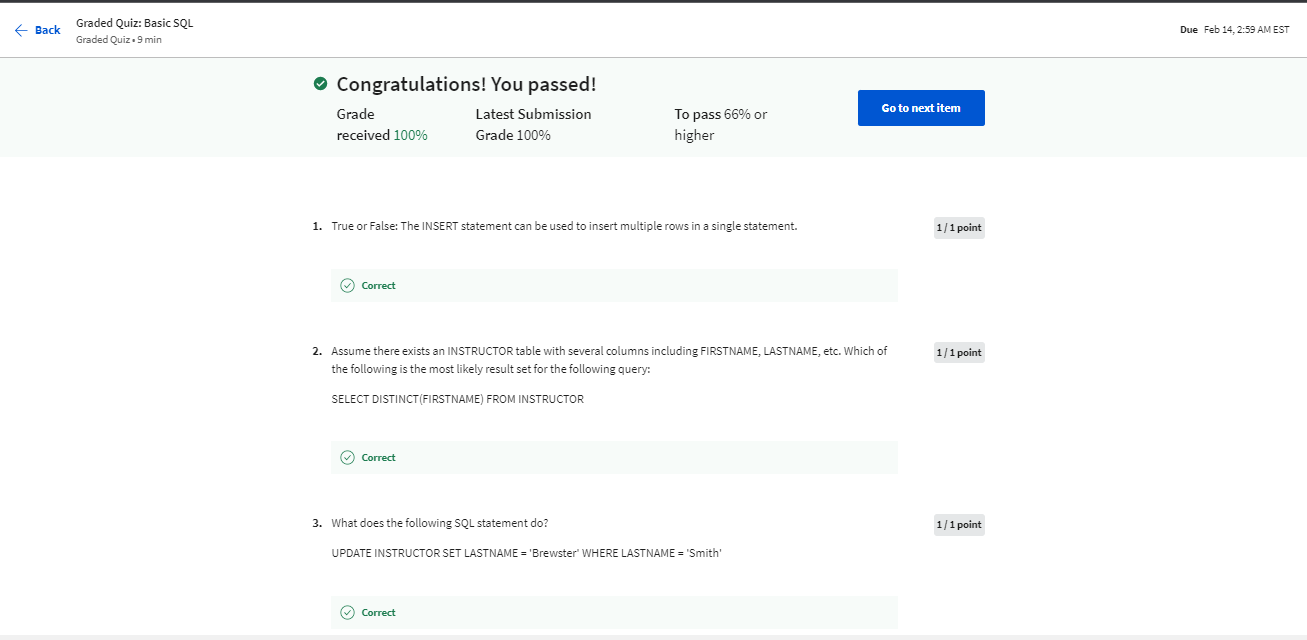 Back
Graded Quiz: Basic SQL
Graded Quiz • 9 min
Due Feb 14, 2:59 AM EST
Congratulations! You passed!
Grade
received 100%
Latest Submission
Grade 100%
To pass 66% or
higher
Go to next item
1. True or False: The INSERT statement can be used to insert multiple rows in a single statement.
1 / 1 point
Correct
2. Assume there exists an INSTRUCTOR table with several columns including FIRSTNAME, LASTNAME, etc. Which of
the following is the most likely result set for the following query:
1 / 1 point
SELECT DISTINCT(FIRSTNAME) FROM INSTRUCTOR
Correct
3. What does the following SQL statement do?
1 / 1 point
UPDATE INSTRUCTOR SET LASTNAME = 'Brewster' WHERE LASTNAME = 'Smith'
Correct